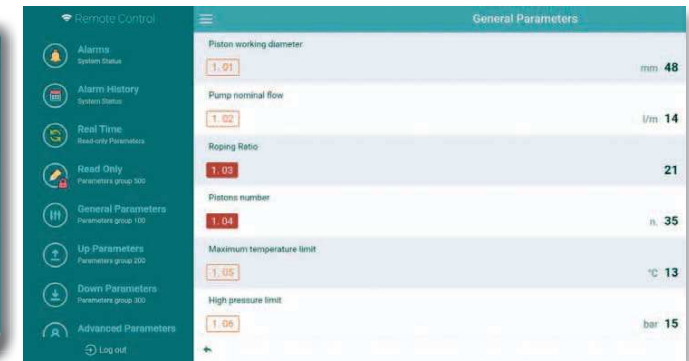 Remote Control
Alarms
System Status
Alarm History
System Status
Real Time
Read-only Parameters
Read Only
Parameters group 500
General Parameters
Parameters group 100
Up Parameters
Parameters group 200
Down Parameters
Parameters group 300
Advanced Parameters
Log out
General Parameters
Piston working diameter
1. 01
mm 48
Pump nominal flow
1. 02
l/m 14
Roping Ratio
1. 03
21
Pistons number
1. 04
n. 35
Maximum temperature limit
1. 05
°C 13
High pressure limit
1. 06
bar 15